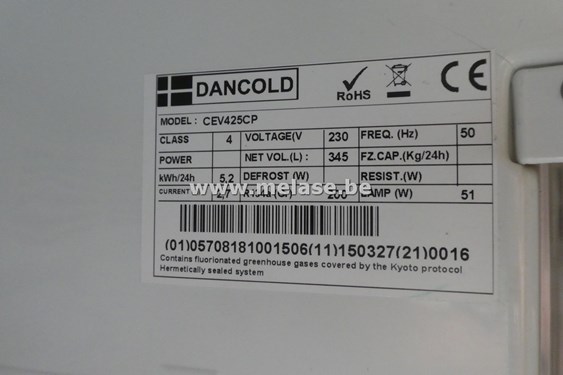 DANCOLD
RoHS
CE
MODEL : CEV425CP
CLASS 4 VOLTAGE(V 230 FREQ. (Hz) 50
POWER NET VOL.(L) : 345 FZ.CAP.(Kg/24h)
kWh/24h 5,2 DEFROST (W) RESIST.(W)
www.melase.be
CURRENT 2,7 LAMP (W) 51
(01)05708181001506(11)150327(21)0016
Contains fluorionated greenhouse gases covered by the Kyoto protocol
Hermetically sealed system